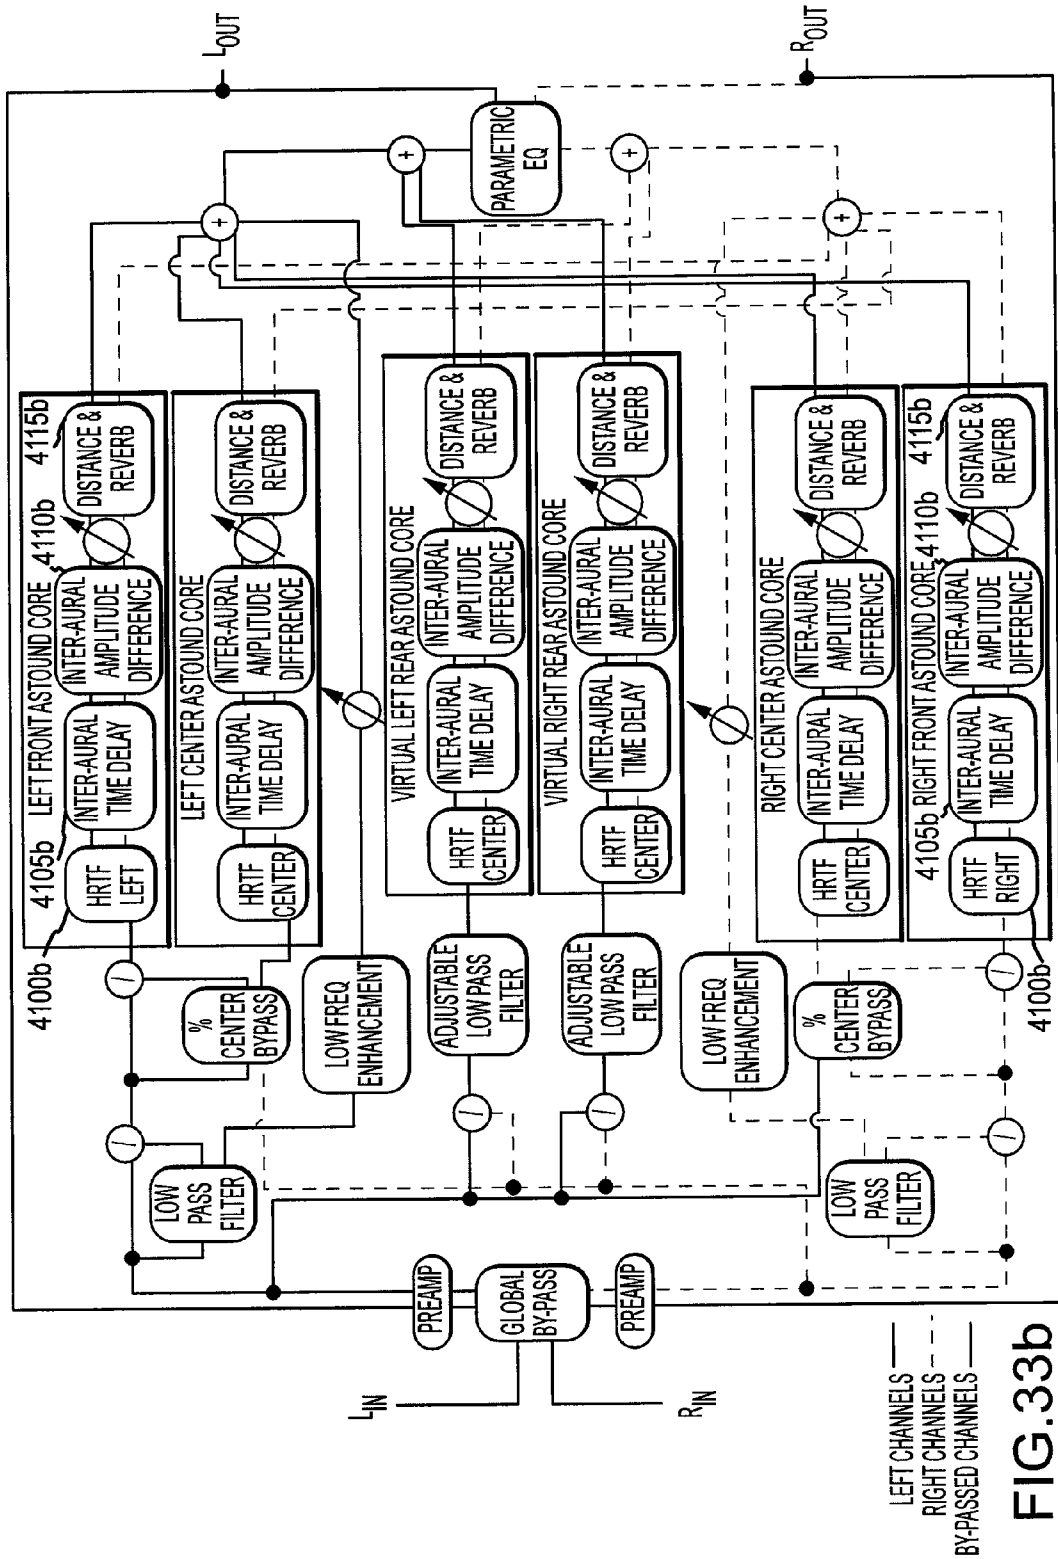 L IN
R IN
GLOBAL
BY-PASS
PREAMP
PREAMP
LOW
PASS
FILTER
%
CENTER
BYPASS
LOW FREQ
ENHANCEMENT
ADJUSTABLE
LOW PASS
FILTER
ADJUSTABLE
LOW PASS
FILTER
LOW FREQ
ENHANCEMENT
%
CENTER
BYPASS
LOW
PASS
FILTER
LEFT FRONT ASTOUND CORE
4100b
HRTF
LEFT
4105b
INTER-AURAL
TIME DELAY
4110b
INTER-AURAL
AMPLITUDE
DIFFERENCE
4115b
DISTANCE &
REVERB
LEFT CENTER ASTOUND CORE
HRTF
CENTER
INTER-AURAL
TIME DELAY
INTER-AURAL
AMPLITUDE
DIFFERENCE
DISTANCE &
REVERB
VIRTUAL LEFT REAR ASTOUND CORE
HRTF
CENTER
INTER-AURAL
TIME DELAY
INTER-AURAL
AMPLITUDE
DIFFERENCE
DISTANCE &
REVERB
VIRTUAL RIGHT REAR ASTOUND CORE
HRTF
CENTER
INTER-AURAL
TIME DELAY
INTER-AURAL
AMPLITUDE
DIFFERENCE
DISTANCE &
REVERB
RIGHT CENTER ASTOUND CORE
HRTF
CENTER
INTER-AURAL
TIME DELAY
INTER-AURAL
AMPLITUDE
DIFFERENCE
DISTANCE &
REVERB
4105b RIGHT FRONT ASTOUND CORE 4110b
4115b
HRTF
RIGHT
4100b
INTER-AURAL
TIME DELAY
INTER-AURAL
AMPLITUDE
DIFFERENCE
DISTANCE &
REVERB
+
+
+
+
PARAMETRIC
EQ
L OUT
R OUT
LEFT CHANNELS
RIGHT CHANNELS
BY-PASSED CHANNELS
FIG.33b